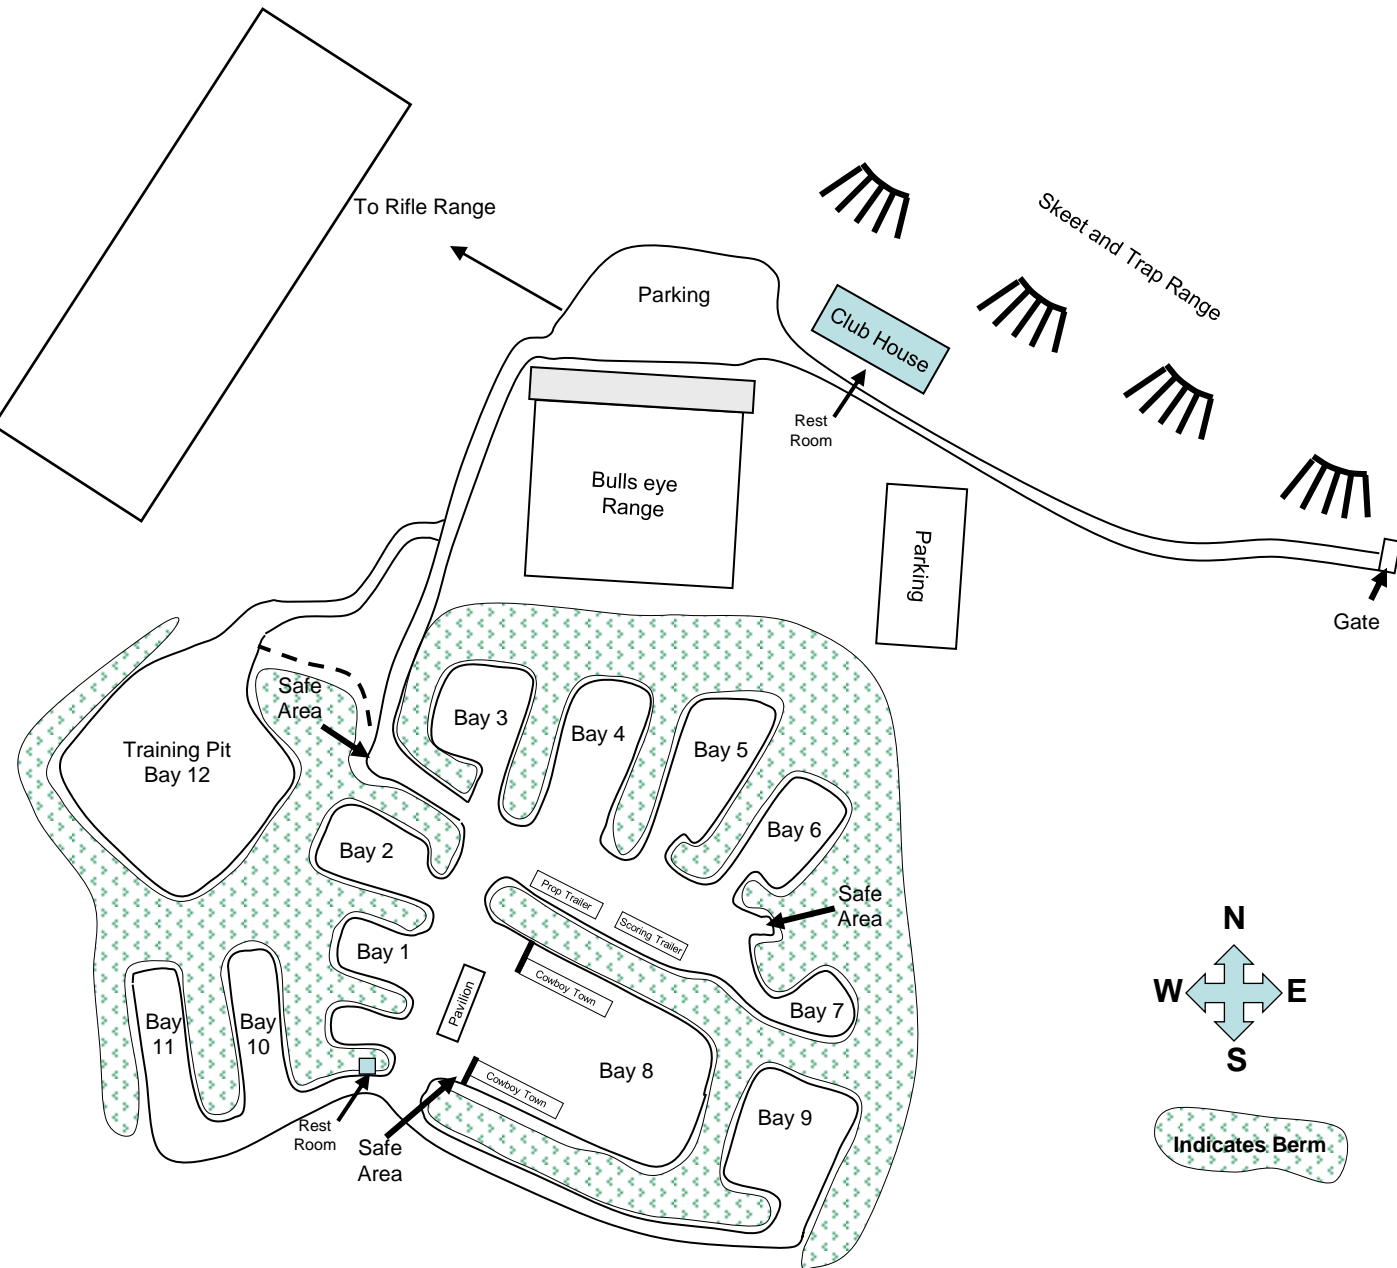 To Rifle Range
Skeet and Trap Range
Parking
Club House
Rest
Room
Bulls eye
Range
Parking
Gate
Safe
Area
Bay 3
Bay 4
Bay 5
Training Pit
Bay 12
Bay 6
Bay 2
Prop Trailer
Safe
Area
Scoring Trailer
Bay 1
Cowboy Town
Pavilion
Bay 7
Bay
11
Bay
10
Bay 8
Cowboy Town
Bay 9
Rest
Room
Safe
Area
N
W
E
S
Indicates Berm